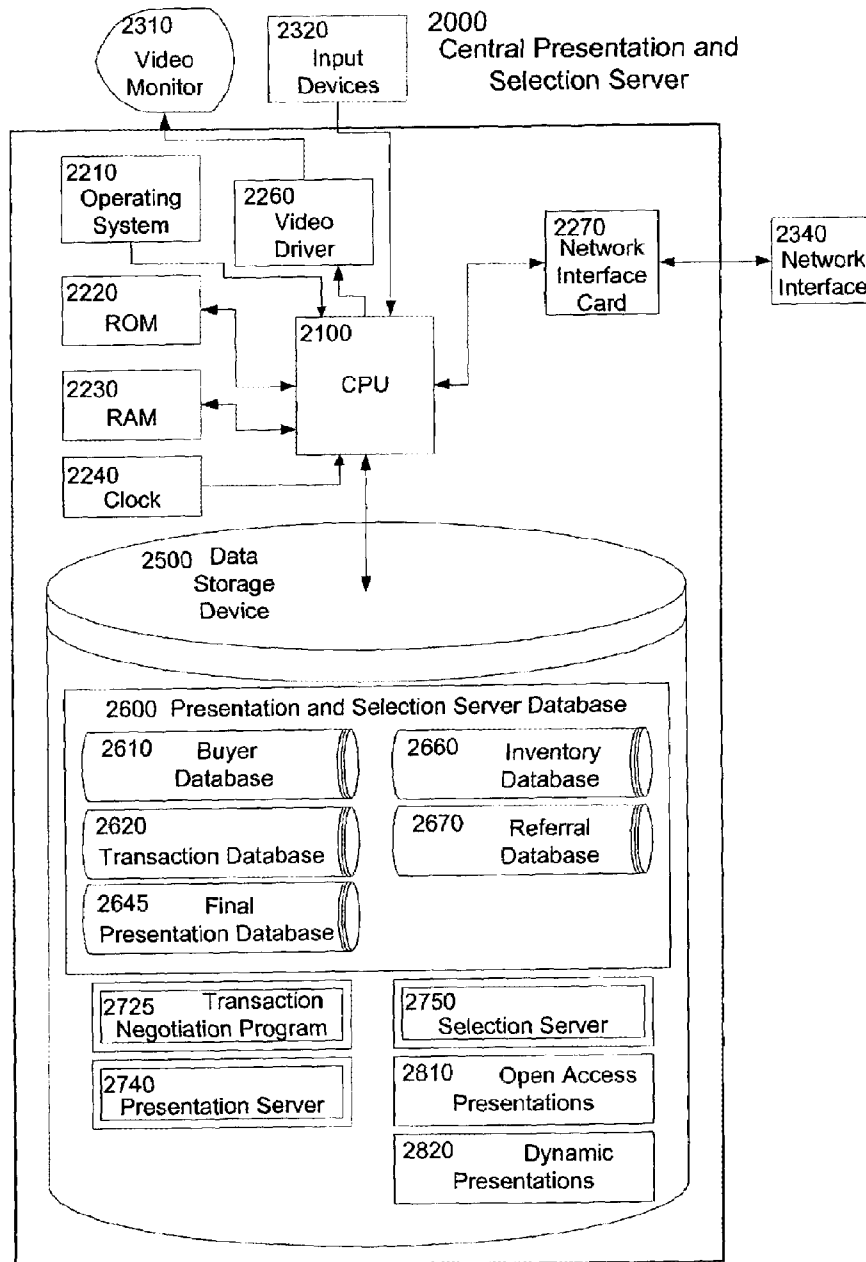 2310
Video
Monitor
2320
Input
Devices
2000
Central Presentation and
Selection Server
2210
Operating
System
2260
Video
Driver
2270
Network
Interface
Card
2340
Network
Interface
2220
ROM
2100
CPU
2230
RAM
2240
Clock
2500 Data
Storage
Device
2600 Presentation and Selection Server Database
2610 Buyer
Database
2660 Inventory
Database
2620
Transaction Database
2670 Referral
Database
2645 Final
Presentation Database
2725 Transaction
Negotiation Program
2750
Selection Server
2740
Presentation Server
2810 Open Access
Presentations
2820 Dynamic
Presentations